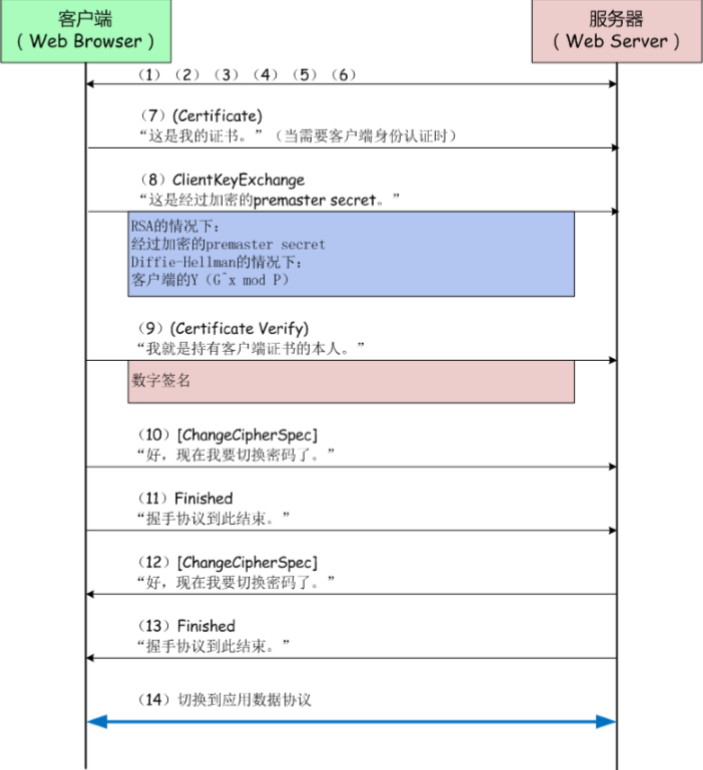 客户端
( Web Browser )
服务器
( Web Server )
(1) (2) (3) (4) (5) (6)
(7) (Certificate)
“这是我的证书。”(当需要客户端身份认证时)
(8) ClientKeyExchange
“这是经过加密的premaster secret。”
RSA的情况下:
经过加密的premaster secret
Diffie-Hellman的情况下:
客户端的Y(G^x mod P)
(9) (Certificate Verify)
“我就是持有客户端证书的本人。”
数字签名
(10) [ChangeCipherSpec]
“好,现在我要切换密码了。”
(11) Finished
“握手协议到此结束。”
(12) [ChangeCipherSpec]
“好,现在我要切换密码了。”
(13) Finished
“握手协议到此结束。”
(14) 切换到应用数据协议